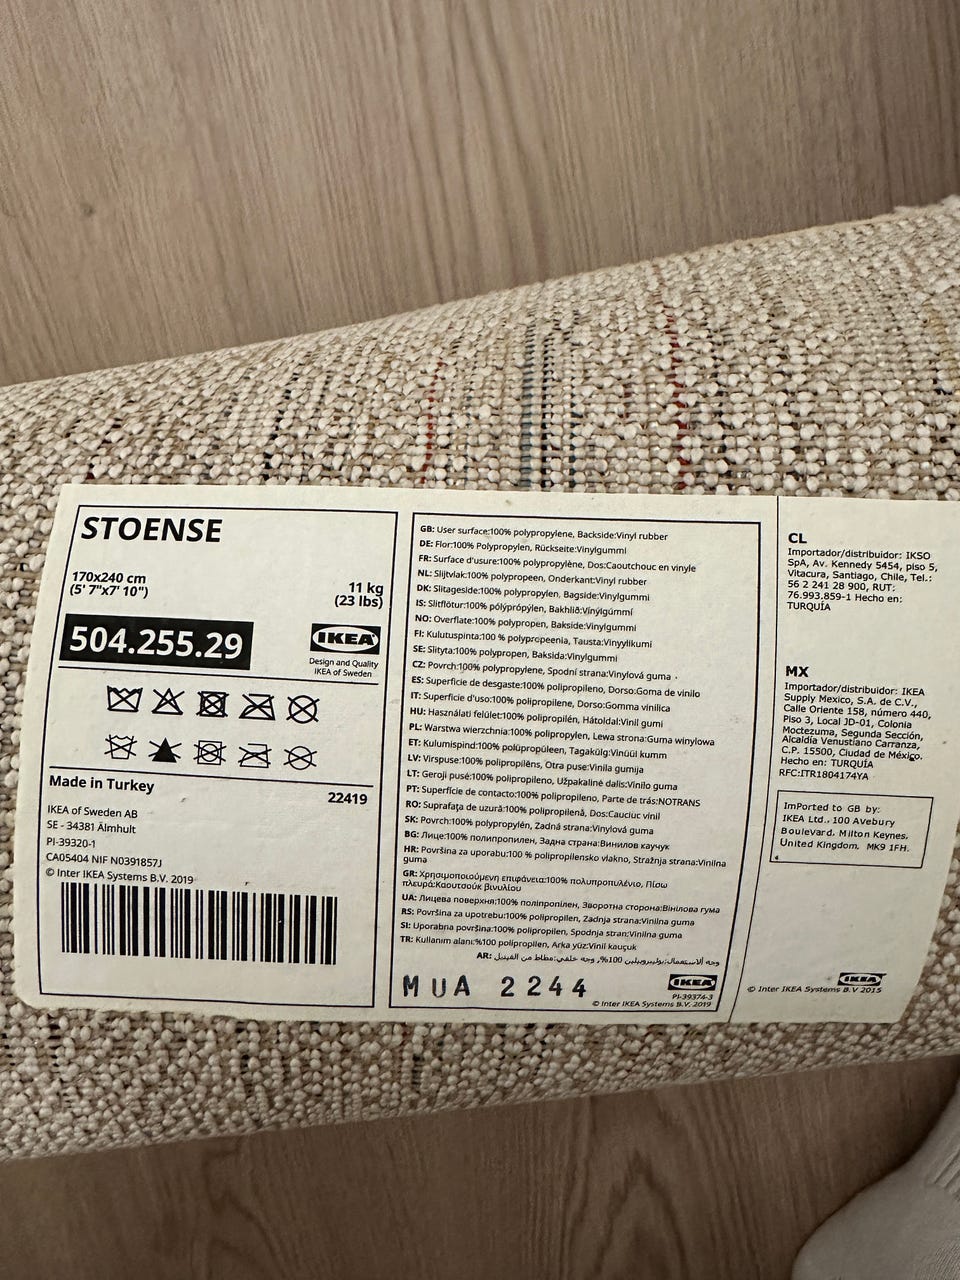 STOENSE
170x240 cm
(5' 7"x7' 10")
11 kg
(23 lbs)
504.255.29
IKEA
Design and Quality
IKEA of Sweden
Made in Turkey
22419
IKEA of Sweden AB
SE - 34381 Älmhult
PI-39320-1
CA05404 NIF N0391857J
© Inter IKEA Systems B.V. 2019
GB: User surface:100% polypropylene, Backside:Vinyl rubber
DE: Flor:100% Polypropylen, Rückseite:Vinylgummi
FR: Surface d'usure:100% polypropylène, Dos:Caoutchouc en vinyle
NL: Slijtvlak:100% polypropeen, Onderkant:Vinyl rubber
DK: Slitageside:100% polypropylen, Bagside:Vinylgummi
IS: Slitflötur:100% pólýprópýlen, Bakhlið:Vínýlgúmmí
NO: Overflate:100% polypropen, Bakside:Vinylgummi
FI: Kulutuspinta:100 % polypropeenia, Tausta:Vinyylikumi
SE: Slityta:100% polypropen, Baksida:Vinylgummi
CZ: Povrch:100% polypropylene, Spodní strana:Vinylová guma
ES: Superficie de desgaste:100% polipropileno, Dorso:Goma de vinilo
IT: Superficie d'uso:100% polipropilene, Dorso:Gomma vinilica
HU: Használati felület:100% polipropilén, Hátoldal:Vinil gumi
PL: Warstwa wierzchnia:100% polipropylen, Lewa strona:Guma winylowa
ET: Kulumispind:100% polüpropüleen, Tagakülg:Vinüül kumm
LV: Virspuse:100% polipropilēns, Otra puse:Vinila gumija
LT: Geroji pusė:100% polipropileno, Užpakalinė dalis:Vinilo guma
PT: Superfície de contacto:100% polipropileno, Parte de trás:NOTRANS
RO: Suprafaţa de uzură:100% polipropilenă, Dos:Cauciuc vinil
SK: Povrch:100% polypropylén, Zadná strana:Vinylová guma
BG: Лице:100% полипропилен, Задна страна:Винилов каучук
HR: Površina za uporabu:100 % polipropilensko vlakno, Stražnja strana:Vinilna
guma
GR: Χρησιμοποιούμενη επιφάνεια:100% πολυπροπυλένιο, Πίσω
πλευρά:Καουτσούκ βινυλίου
UA: Лицева поверхня:100% поліпропілен, Зворотна сторона:Вінілова гума
RS: Površina za upotrebu:100% polipropilen, Zadnja strana:Vinilna guma
SI: Uporabna površina:100% polipropilen, Spodnja stran:Vinilna guma
TR: Kullanım alanı:%100 polipropilen, Arka yüz:Vinil kauçuk
AR: وجه الاستعمال:بوليبروبيلين 100%, وجه خلفي:مطاط من الفينيل
MUA 2244
IKEA
PI-39374-3
© Inter IKEA Systems B.V. 2019
CL
Importador/distribuidor: IKSO
SpA, Av. Kennedy 5454, piso 5,
Vitacura, Santiago, Chile, Tel.:
56 2 241 28 900, RUT:
76.993.859-1 Hecho en:
TURQUÍA
MX
Importador/distribuidor: IKEA
Supply Mexico, S.A. de C.V.,
Calle Oriente 158, número 440,
Piso 3, Local JD-01, Colonia
Moctezuma, Segunda Sección,
Alcaldía Venustiano Carranza,
C.P. 15500, Ciudad de México.
Hecho en: TURQUÍA
RFC:ITR1804174YA
ImPorted to GB by:
IKEA Ltd., 100 Avebury
Boulevard, Milton Keynes,
United Kingdom, MK9 1FH.
IKEA
© Inter IKEA Systems B.V 2015